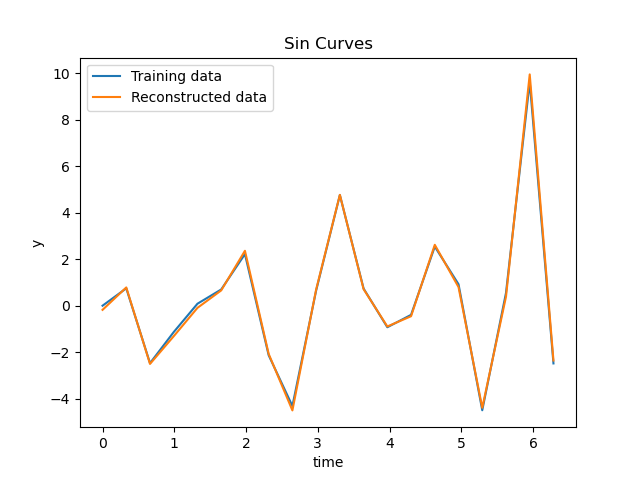 Sin Curves
Training data
Reconstructed data
10
8
6
4
2
0
−2
−4
y
0 1 2 3 4 5 6
time